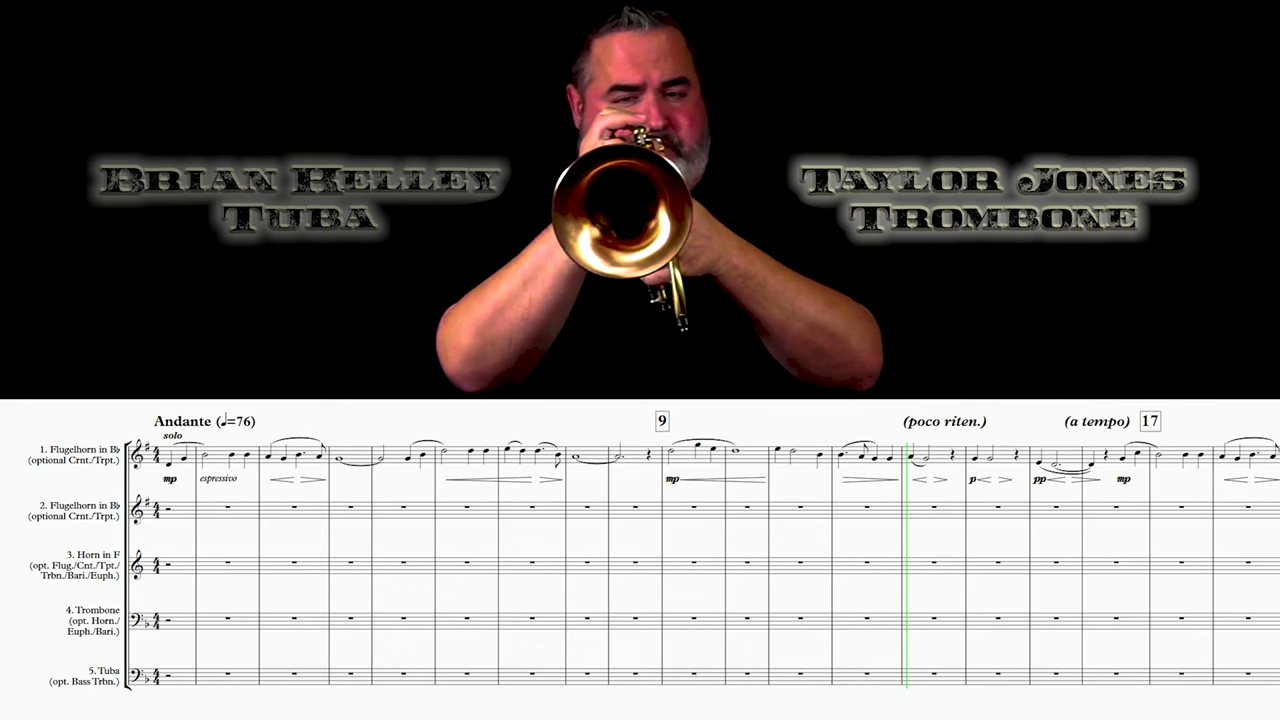 BRIAN KELLEY
TUBA
TAYLOR JONES
TROMBONE
Andante (♩=76)
9
(poco riten.)
(a tempo)
17
solo
1. Flugelhorn in B♭
(optional Crnt./Trpt.)
mp
espressivo
mp
p
pp
mp
2. Flugelhorn in B♭
(optional Crnt./Trpt.)
3. Horn in F
(opt. Flug./Cnt./Tpt./
Trbn./Bari./Euph.)
4. Trombone
(opt. Horn./
Euph./Bari.)
5. Tuba
(opt. Bass Trbn.)